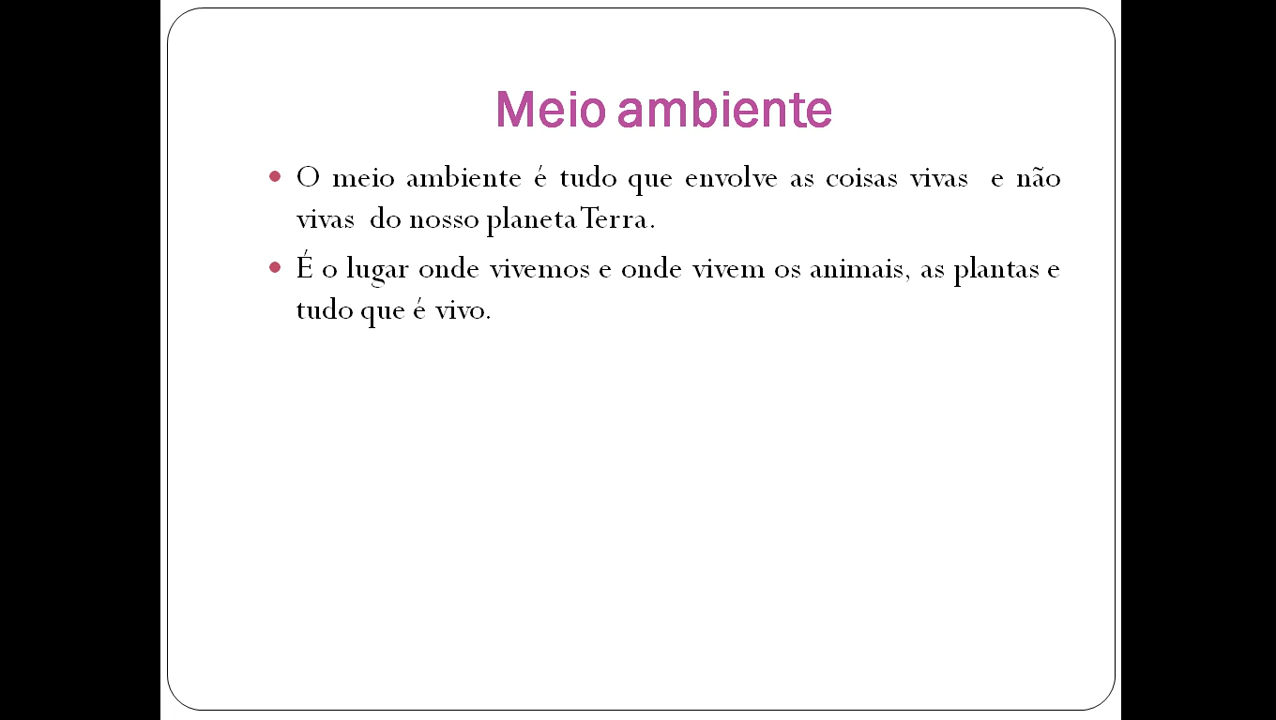 Meio ambiente
• O meio ambiente é tudo que envolve as coisas vivas e não
vivas do nosso planeta Terra.
• É o lugar onde vivemos e onde vivem os animais, as plantas e
tudo que é vivo.